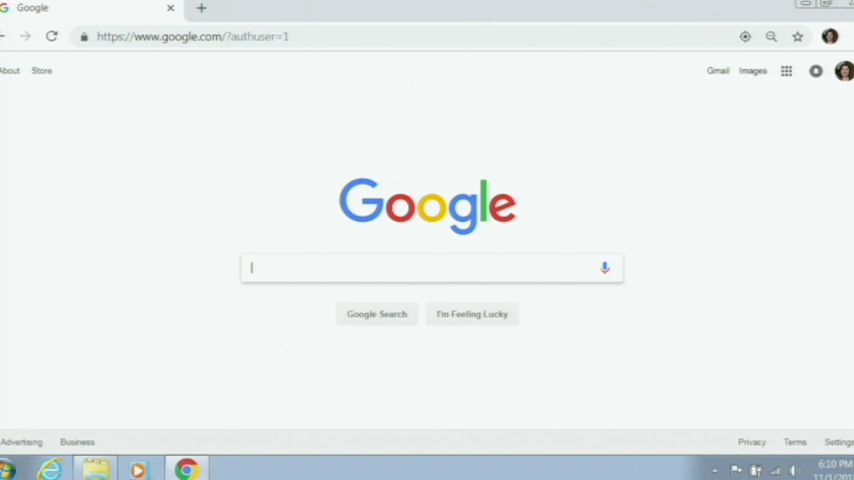 Google
https://www.google.com/?authuser=1
About Store
Gmail Images
Google
Google Search I'm Feeling Lucky
Advertising Business
Privacy Terms Settings
6:10 PM